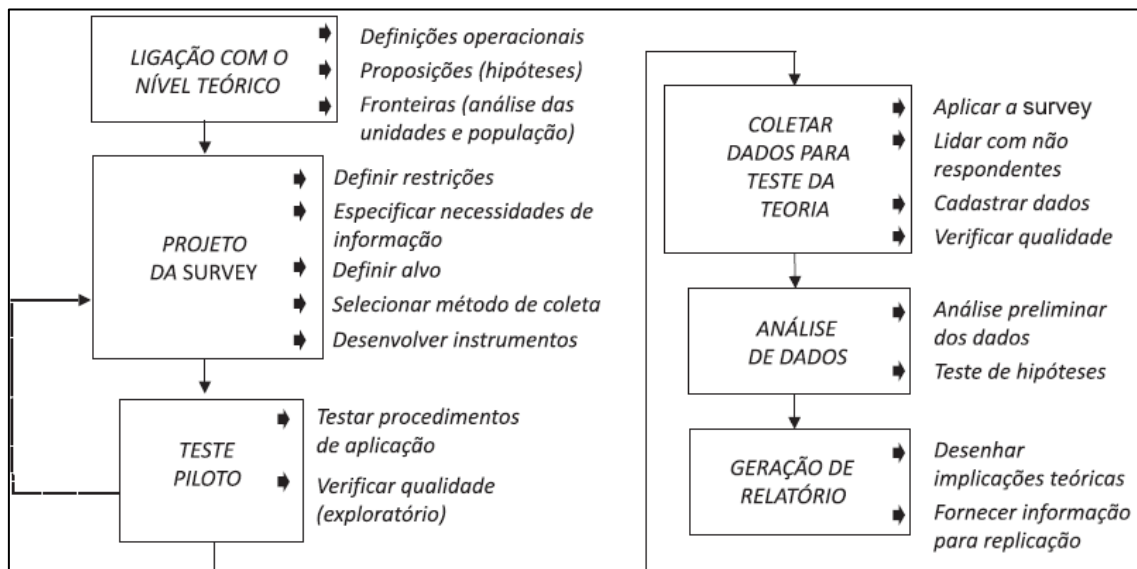 LIGAÇÃO COM O
NÍVEL TEÓRICO
Definições operacionais
Proposições (hipóteses)
Fronteiras (análise das
unidades e população)
PROJETO
DA SURVEY
Definir restrições
Especificar necessidades de
informação
Definir alvo
Selecionar método de coleta
Desenvolver instrumentos
TESTE
PILOTO
Testar procedimentos
de aplicação
Verificar qualidade
(exploratório)
COLETAR
DADOS PARA
TESTE DA
TEORIA
Aplicar a survey
Lidar com não
respondentes
Cadastrar dados
Verificar qualidade
ANÁLISE
DE DADOS
Análise preliminar
dos dados
Teste de hipóteses
GERAÇÃO DE
RELATÓRIO
Desenhar
implicações teóricas
Fornecer informação
para replicação